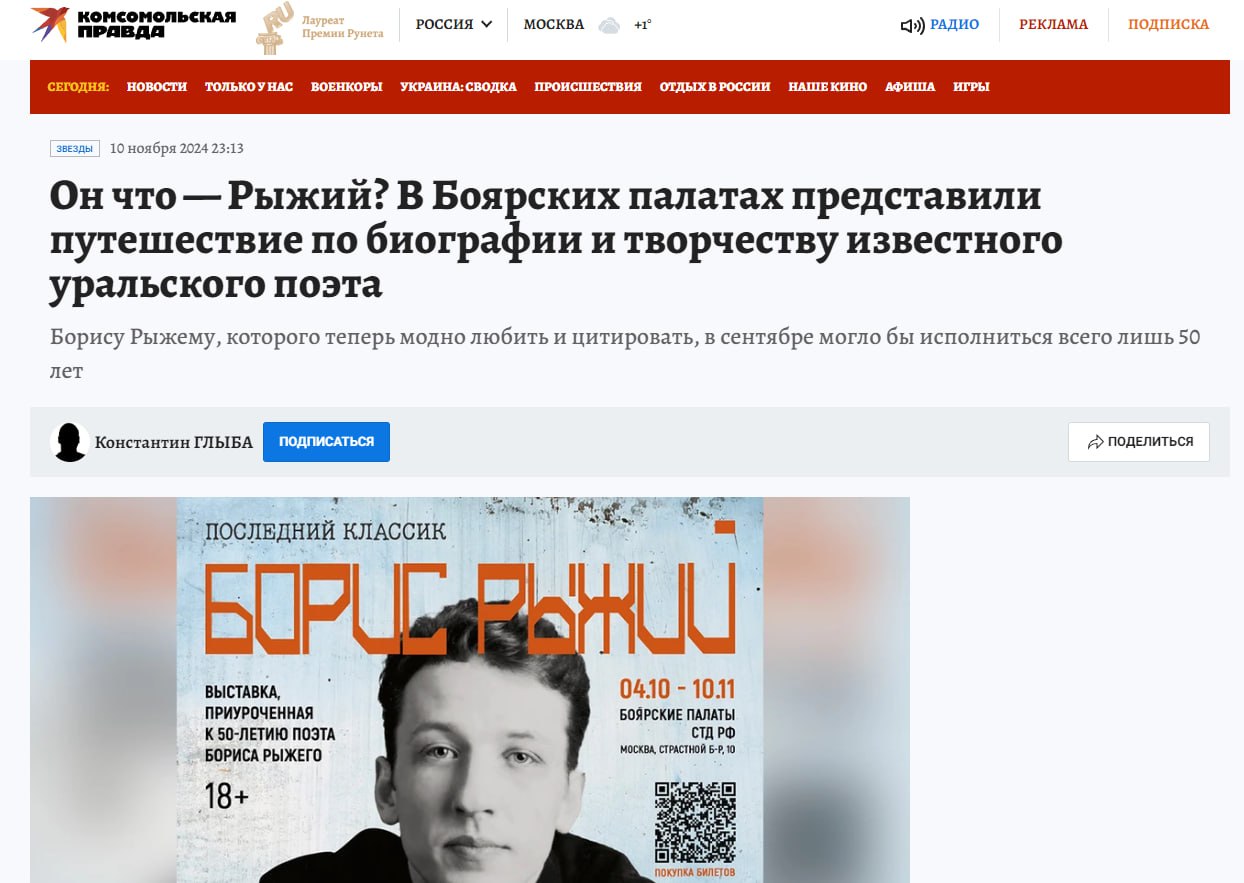 КОМСОМОЛЬСКАЯ
ПРАВДА
.RU
Лауреат
Премии Рунета
РОССИЯ
МОСКВА
+1°
РАДИО
РЕКЛАМА
ПОДПИСКА
СЕГОДНЯ: НОВОСТИ ТОЛЬКО У НАС ВОЕНКОРЫ УКРАИНА: СВОДКА ПРОИСШЕСТВИЯ ОТДЫХ В РОССИИ НАШЕ КИНО АФИША ИГРЫ
ЗВЕЗДЫ 10 ноября 2024 23:13
Он что — Рыжий? В Боярских палатах представили
путешествие по биографии и творчеству известного
уральского поэта
Борису Рыжему, которого теперь модно любить и цитировать, в сентябре могло бы исполниться всего лишь 50
лет
Константин ГЛЫБА
ПОДПИСАТЬСЯ
ПОДЕЛИТЬСЯ
ПОСЛЕДНИЙ КЛАССИК
БОРИС РЫЖИЙ
ВЫСТАВКА,
ПРИУРОЧЕННАЯ
К 50-ЛЕТИЮ ПОЭТА
БОРИСА РЫЖЕГО
18+
04.10 - 10.11
БОЯРСКИЕ ПАЛАТЫ
СТД РФ
МОСКВА, СТРАСТНОЙ Б-Р, 10
ПОКУПКА БИЛЕТОВ